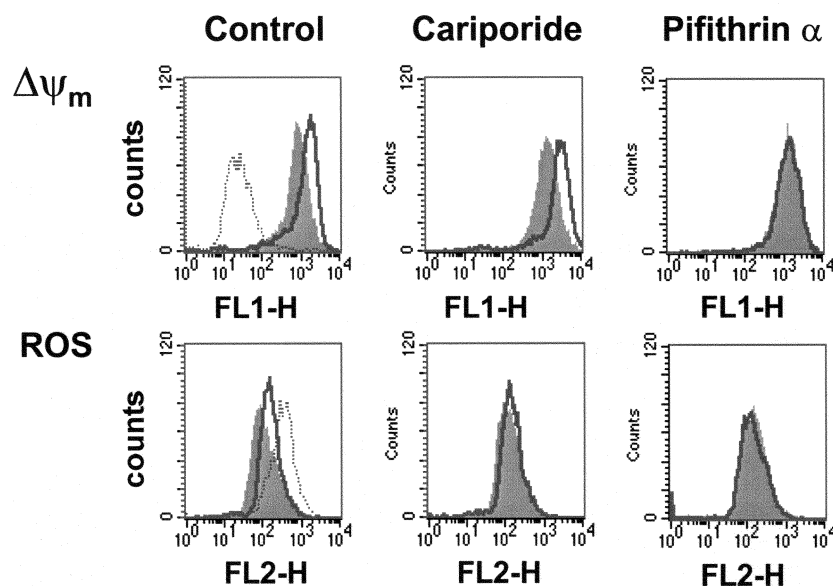 Control Cariporide Pifithrin α
Δψm
120 120 120
counts Counts Counts
0 0 0
10^0 10^1 10^2 10^3 10^4 10^0 10^1 10^2 10^3 10^4 10^0 10^1 10^2 10^3 10^4
FL1-H FL1-H FL1-H
ROS
120 120 120
counts Counts Counts
0 0 0
10^0 10^1 10^2 10^3 10^4 10^0 10^1 10^2 10^3 10^4 10^0 10^1 10^2 10^3 10^4
FL2-H FL2-H FL2-H